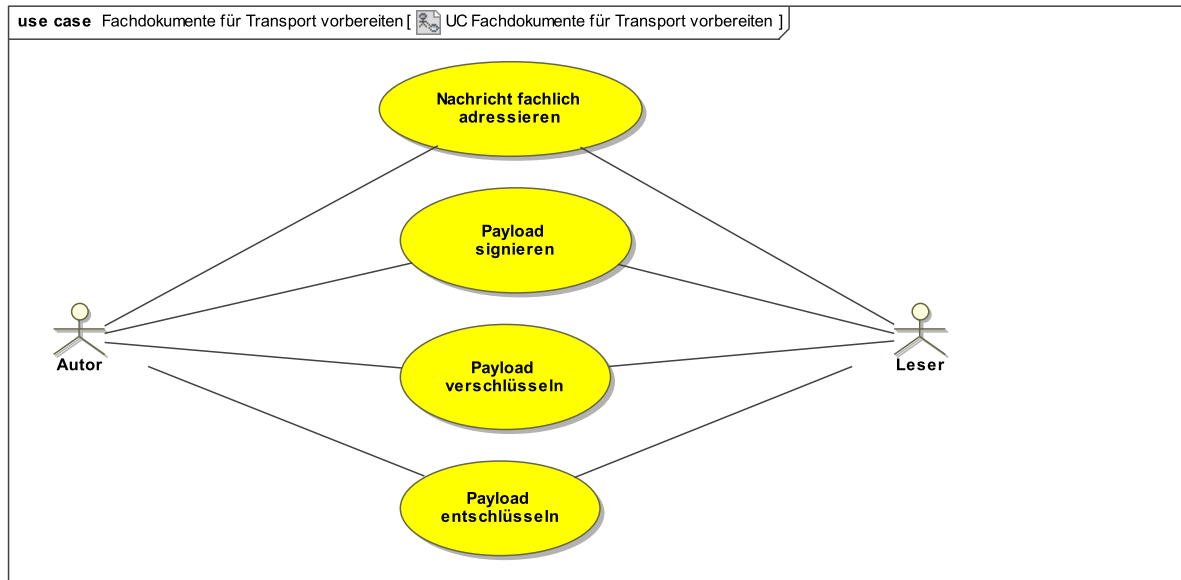 use case Fachdokumente für Transport vorbereiten [ UC Fachdokumente für Transport vorbereiten ]
Nachricht fachlich
adressieren
Payload
signieren
Autor
Leser
Payload
verschlüsseln
Payload
entschlüsseln